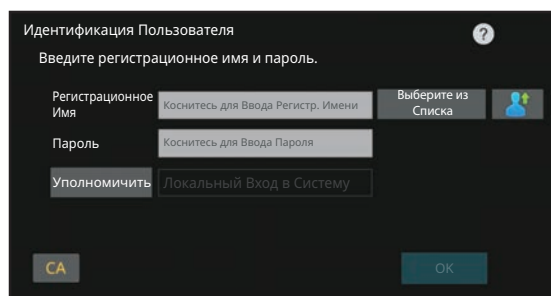 Идентификация Пользователя
?
Введите регистрационное имя и пароль.
Регистрационное
Имя
Коснитесь для Ввода Регистр. Имени
Выберите из
Списка
Пароль
Коснитесь для Ввода Пароля
Уполномичить
Локальный Вход в Систему
CA
OK